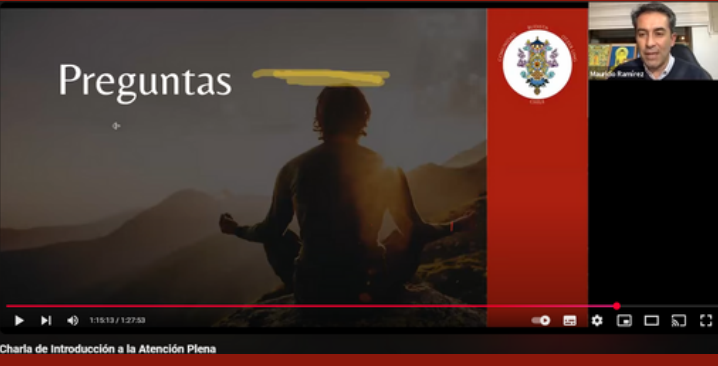 Preguntas
Mauricio Ramírez
1:15:13 / 1:27:53
Charla de Introducción a la Atención Plena